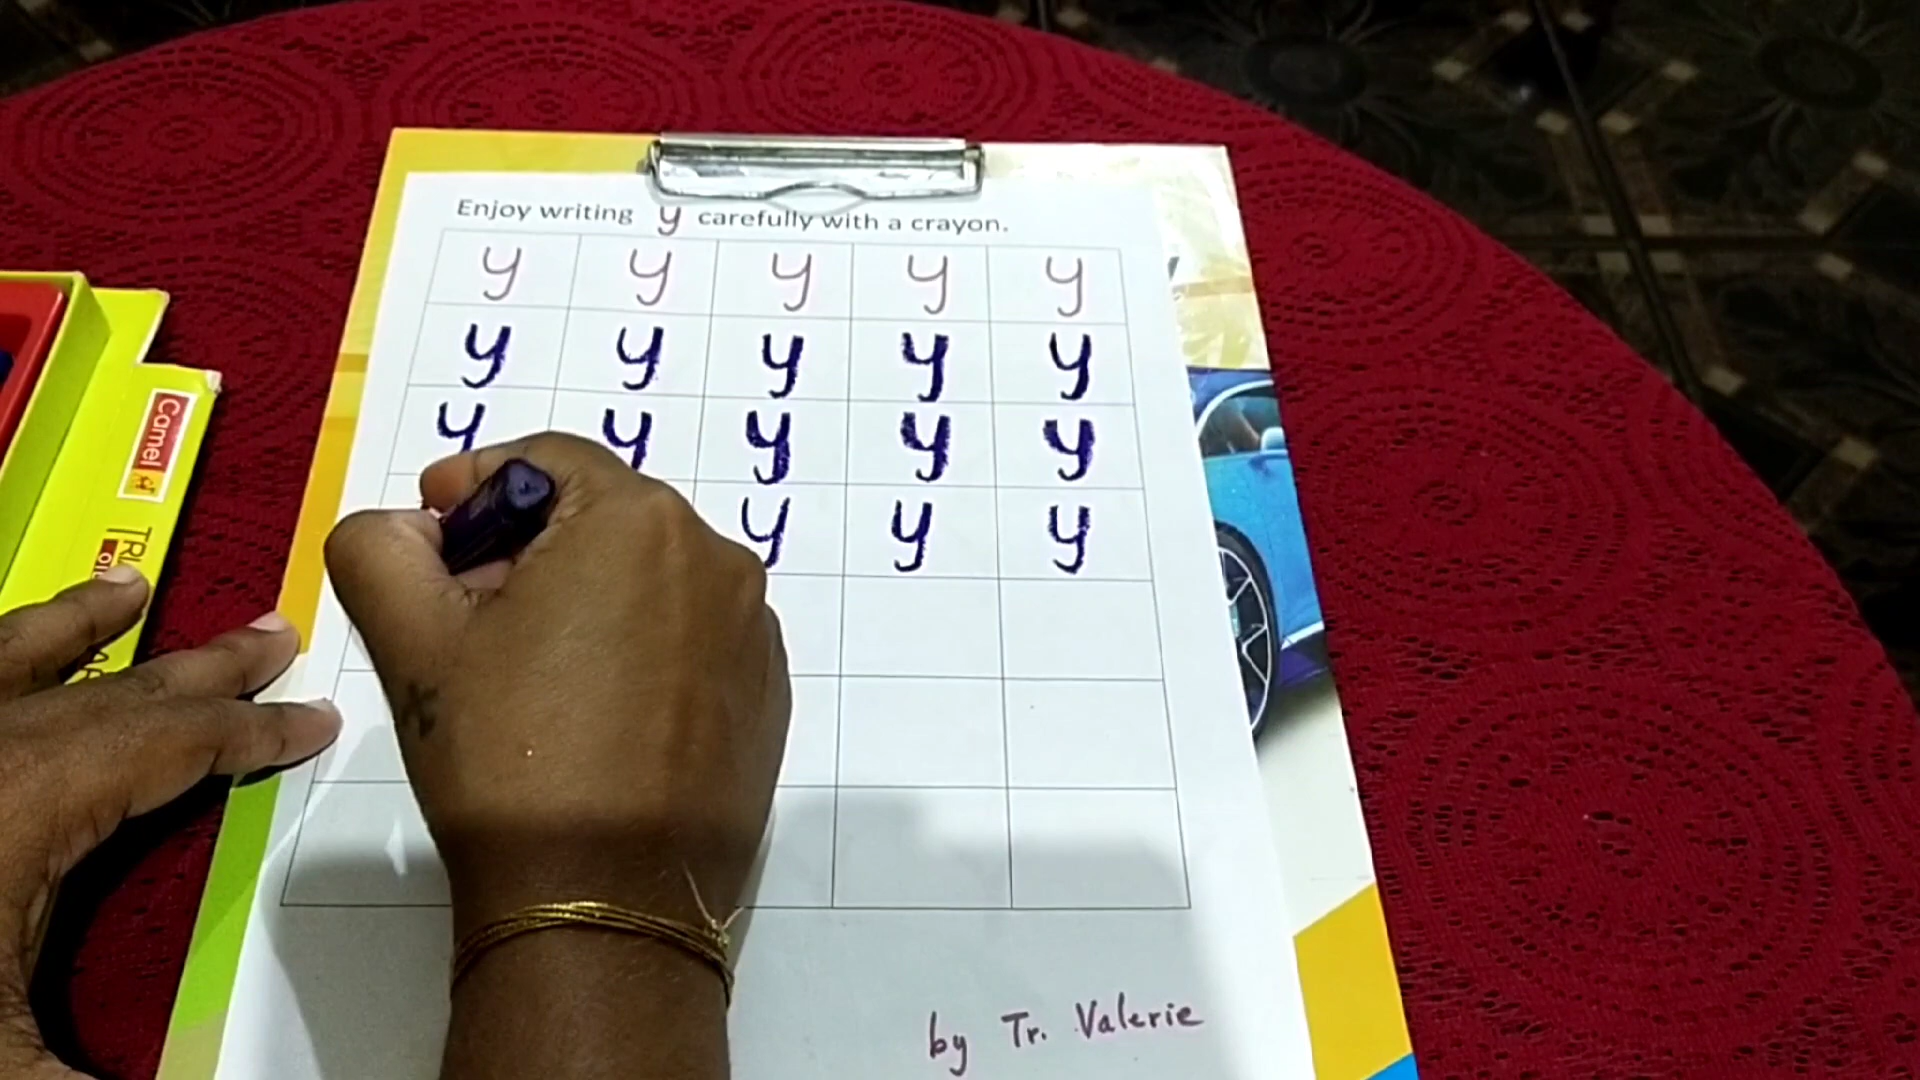 Enjoy writing y carefully with a crayon.
y y y y y
y y y y y
y y y y y
y y y
Camel
by Tr. Valerie